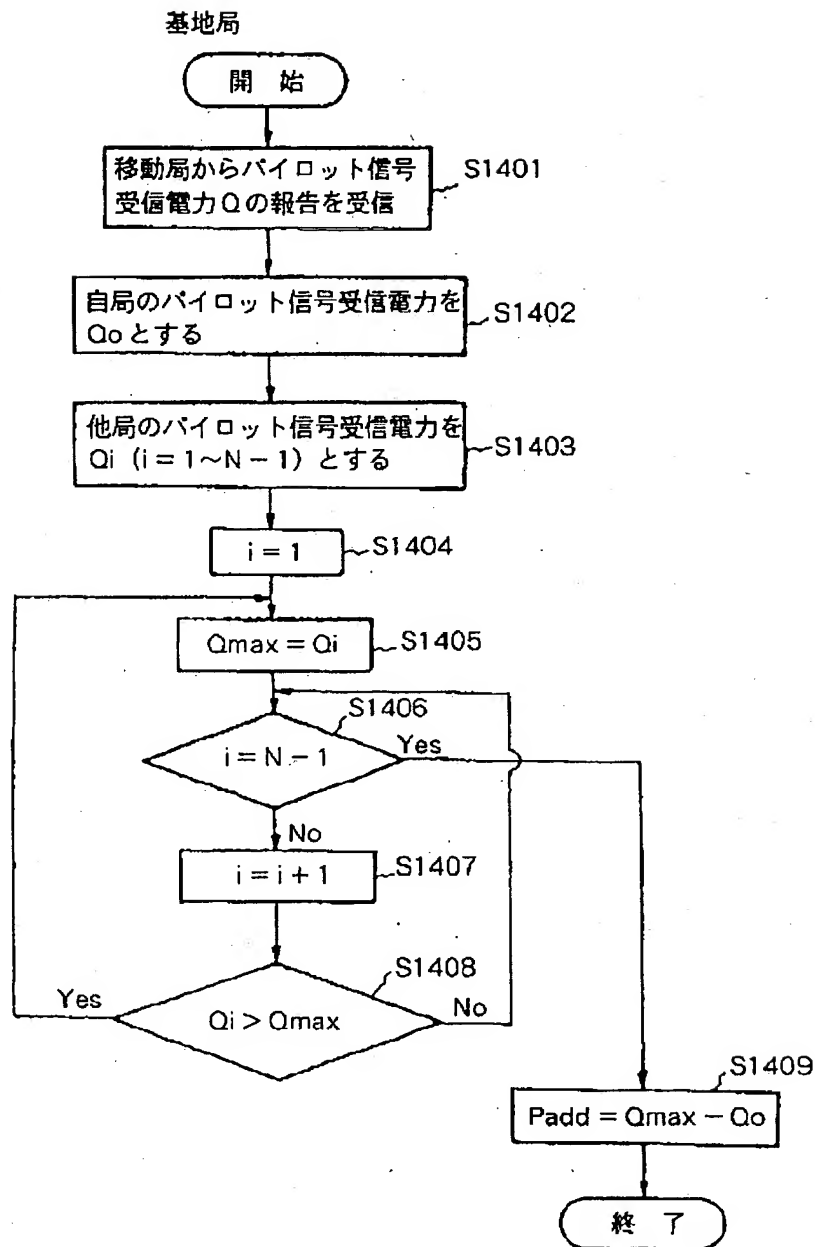 基地局
開 始
移動局からパイロット信号
受信電力Qの報告を受信
S1401
自局のパイロット信号受信電力を
Qoとする
S1402
他局のパイロット信号受信電力を
Qi (i=1~N-1) とする
S1403
i=1
S1404
Qmax=Qi
S1405
S1406
i=N-1
Yes
No
i=i+1
S1407
S1408
Yes
Qi>Qmax
No
S1409
Padd=Qmax-Qo
終 了